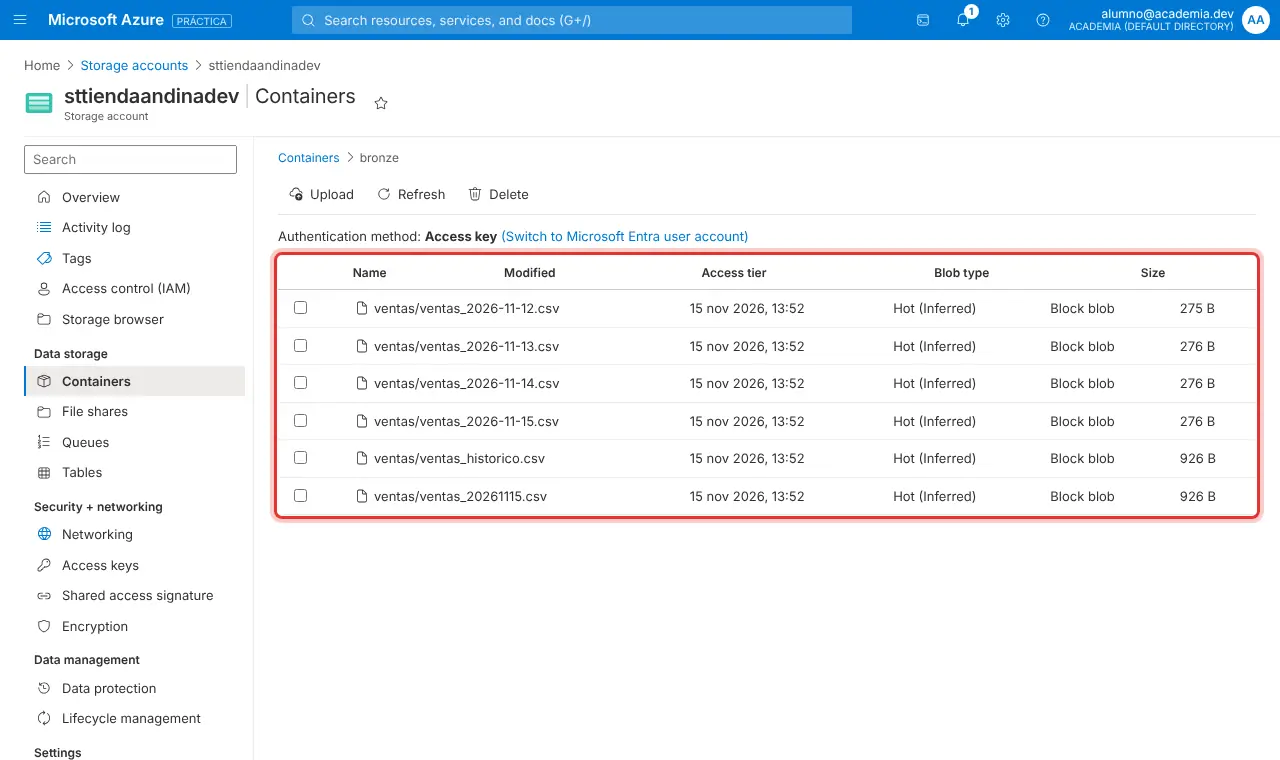 Microsoft Azure PRÁCTICA
Search resources, services, and docs (G+/)
1
alumno@academia.dev
ACADEMIA (DEFAULT DIRECTORY)
AA
Home > Storage accounts > sttiendaandinadev
sttiendaandinadev | Containers
Storage account
Search
Overview
Activity log
Tags
Access control (IAM)
Storage browser
Data storage
Containers
File shares
Queues
Tables
Security + networking
Networking
Access keys
Shared access signature
Encryption
Data management
Data protection
Lifecycle management
Settings
Containers > bronze
Upload Refresh Delete
Authentication method: Access key (Switch to Microsoft Entra user account)
Name Modified Access tier Blob type Size
ventas/ventas_2026-11-12.csv 15 nov 2026, 13:52 Hot (Inferred) Block blob 275 B
ventas/ventas_2026-11-13.csv 15 nov 2026, 13:52 Hot (Inferred) Block blob 276 B
ventas/ventas_2026-11-14.csv 15 nov 2026, 13:52 Hot (Inferred) Block blob 276 B
ventas/ventas_2026-11-15.csv 15 nov 2026, 13:52 Hot (Inferred) Block blob 276 B
ventas/ventas_historico.csv 15 nov 2026, 13:52 Hot (Inferred) Block blob 926 B
ventas/ventas_20261115.csv 15 nov 2026, 13:52 Hot (Inferred) Block blob 926 B